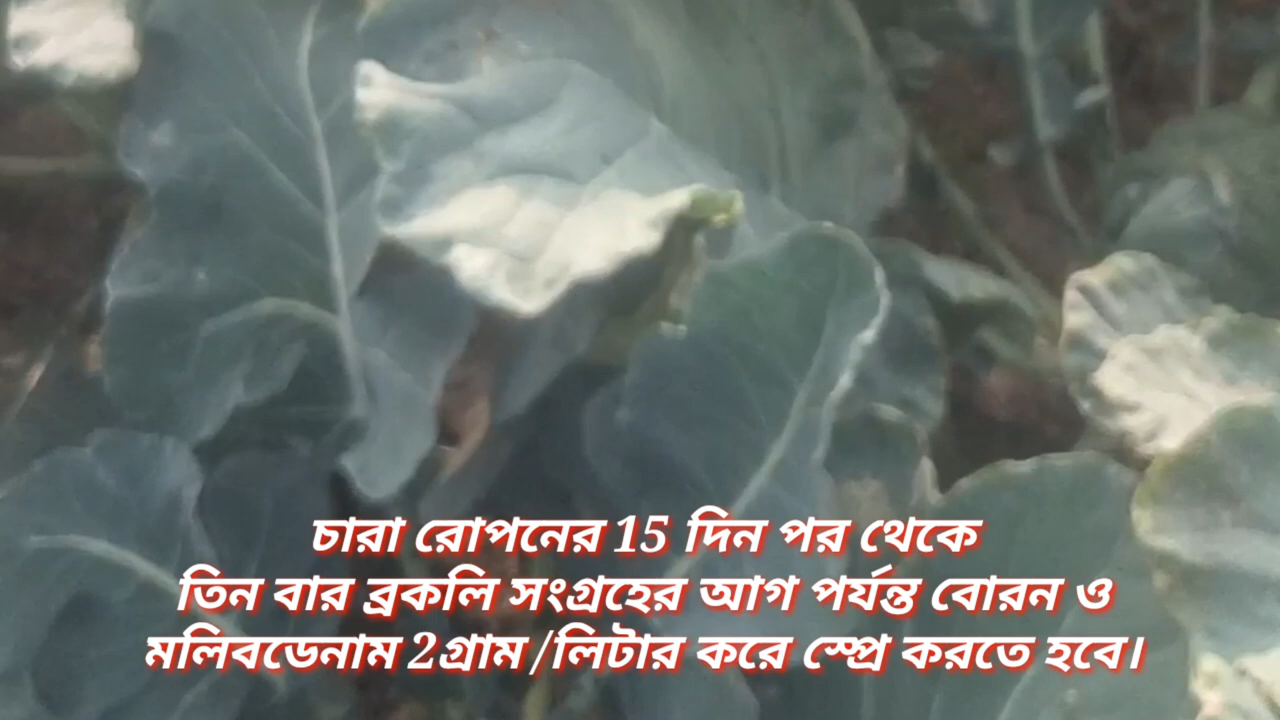 চারা রোপনের 15 দিন পর থেকে
তিন বার ব্রকলি সংগ্রহের আগ পর্যন্ত বোরন ও
মলিবডেনাম 2গ্রাম/লিটার করে স্প্রে করতে হবে।